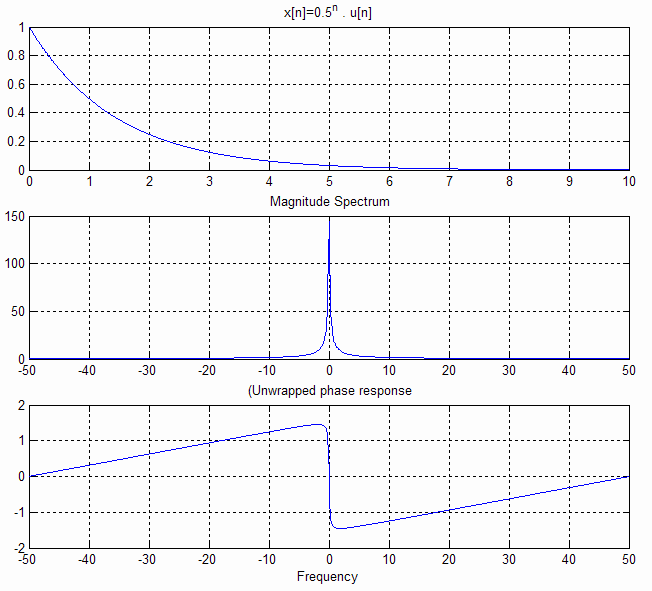 x[n]=0.5^n . u[n]
1
0.8
0.6
0.4
0.2
0
0 1 2 3 4 5 6 7 8 9 10
Magnitude Spectrum
150
100
50
0
-50 -40 -30 -20 -10 0 10 20 30 40 50
(Unwrapped phase response
2
1
0
-1
-2
-50 -40 -30 -20 -10 0 10 20 30 40 50
Frequency